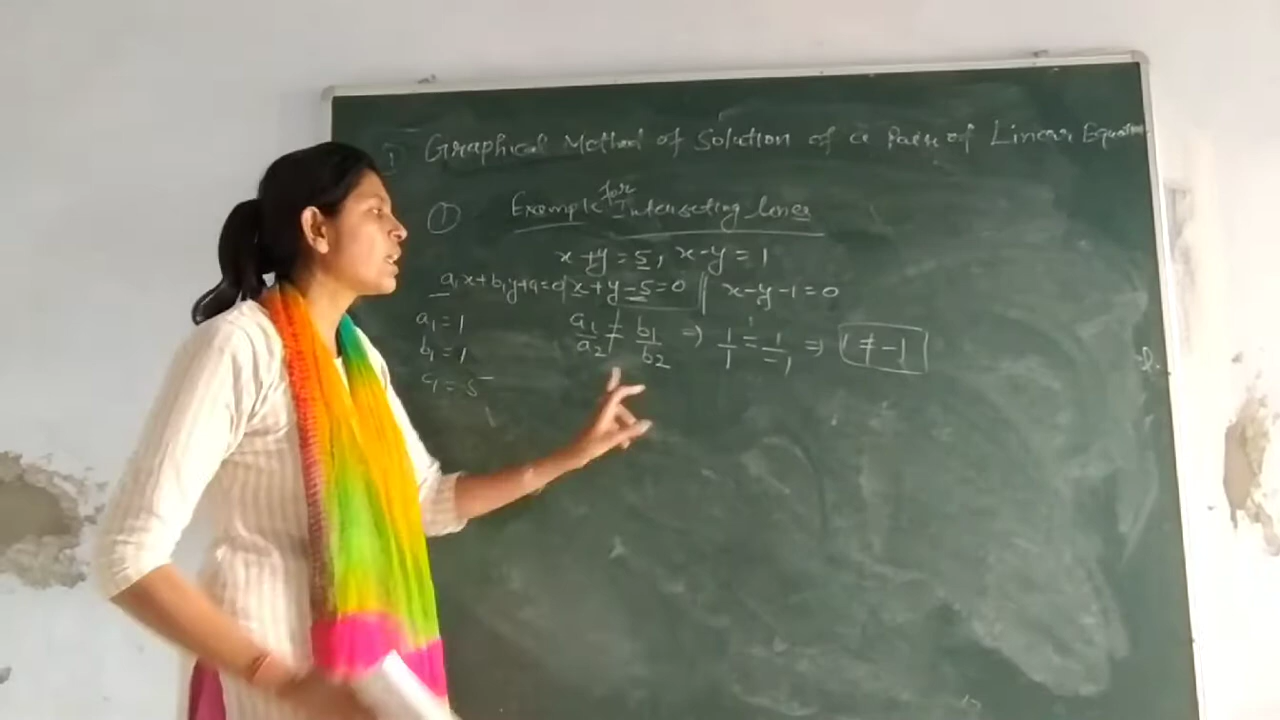 Graphical Method of Solution of a Pair of Linear Equation
① Example for Intersecting lines
x+y=5, x-y=1
a₁x+b₁y+c₁=0 | x+y-5=0 || x-y-1=0
a₁=1
b₁=1
c₁=5
a₁/a₂ ≠ b₁/b₂ ⇒ 1/1 = 1/-1 ⇒ 1≠-1